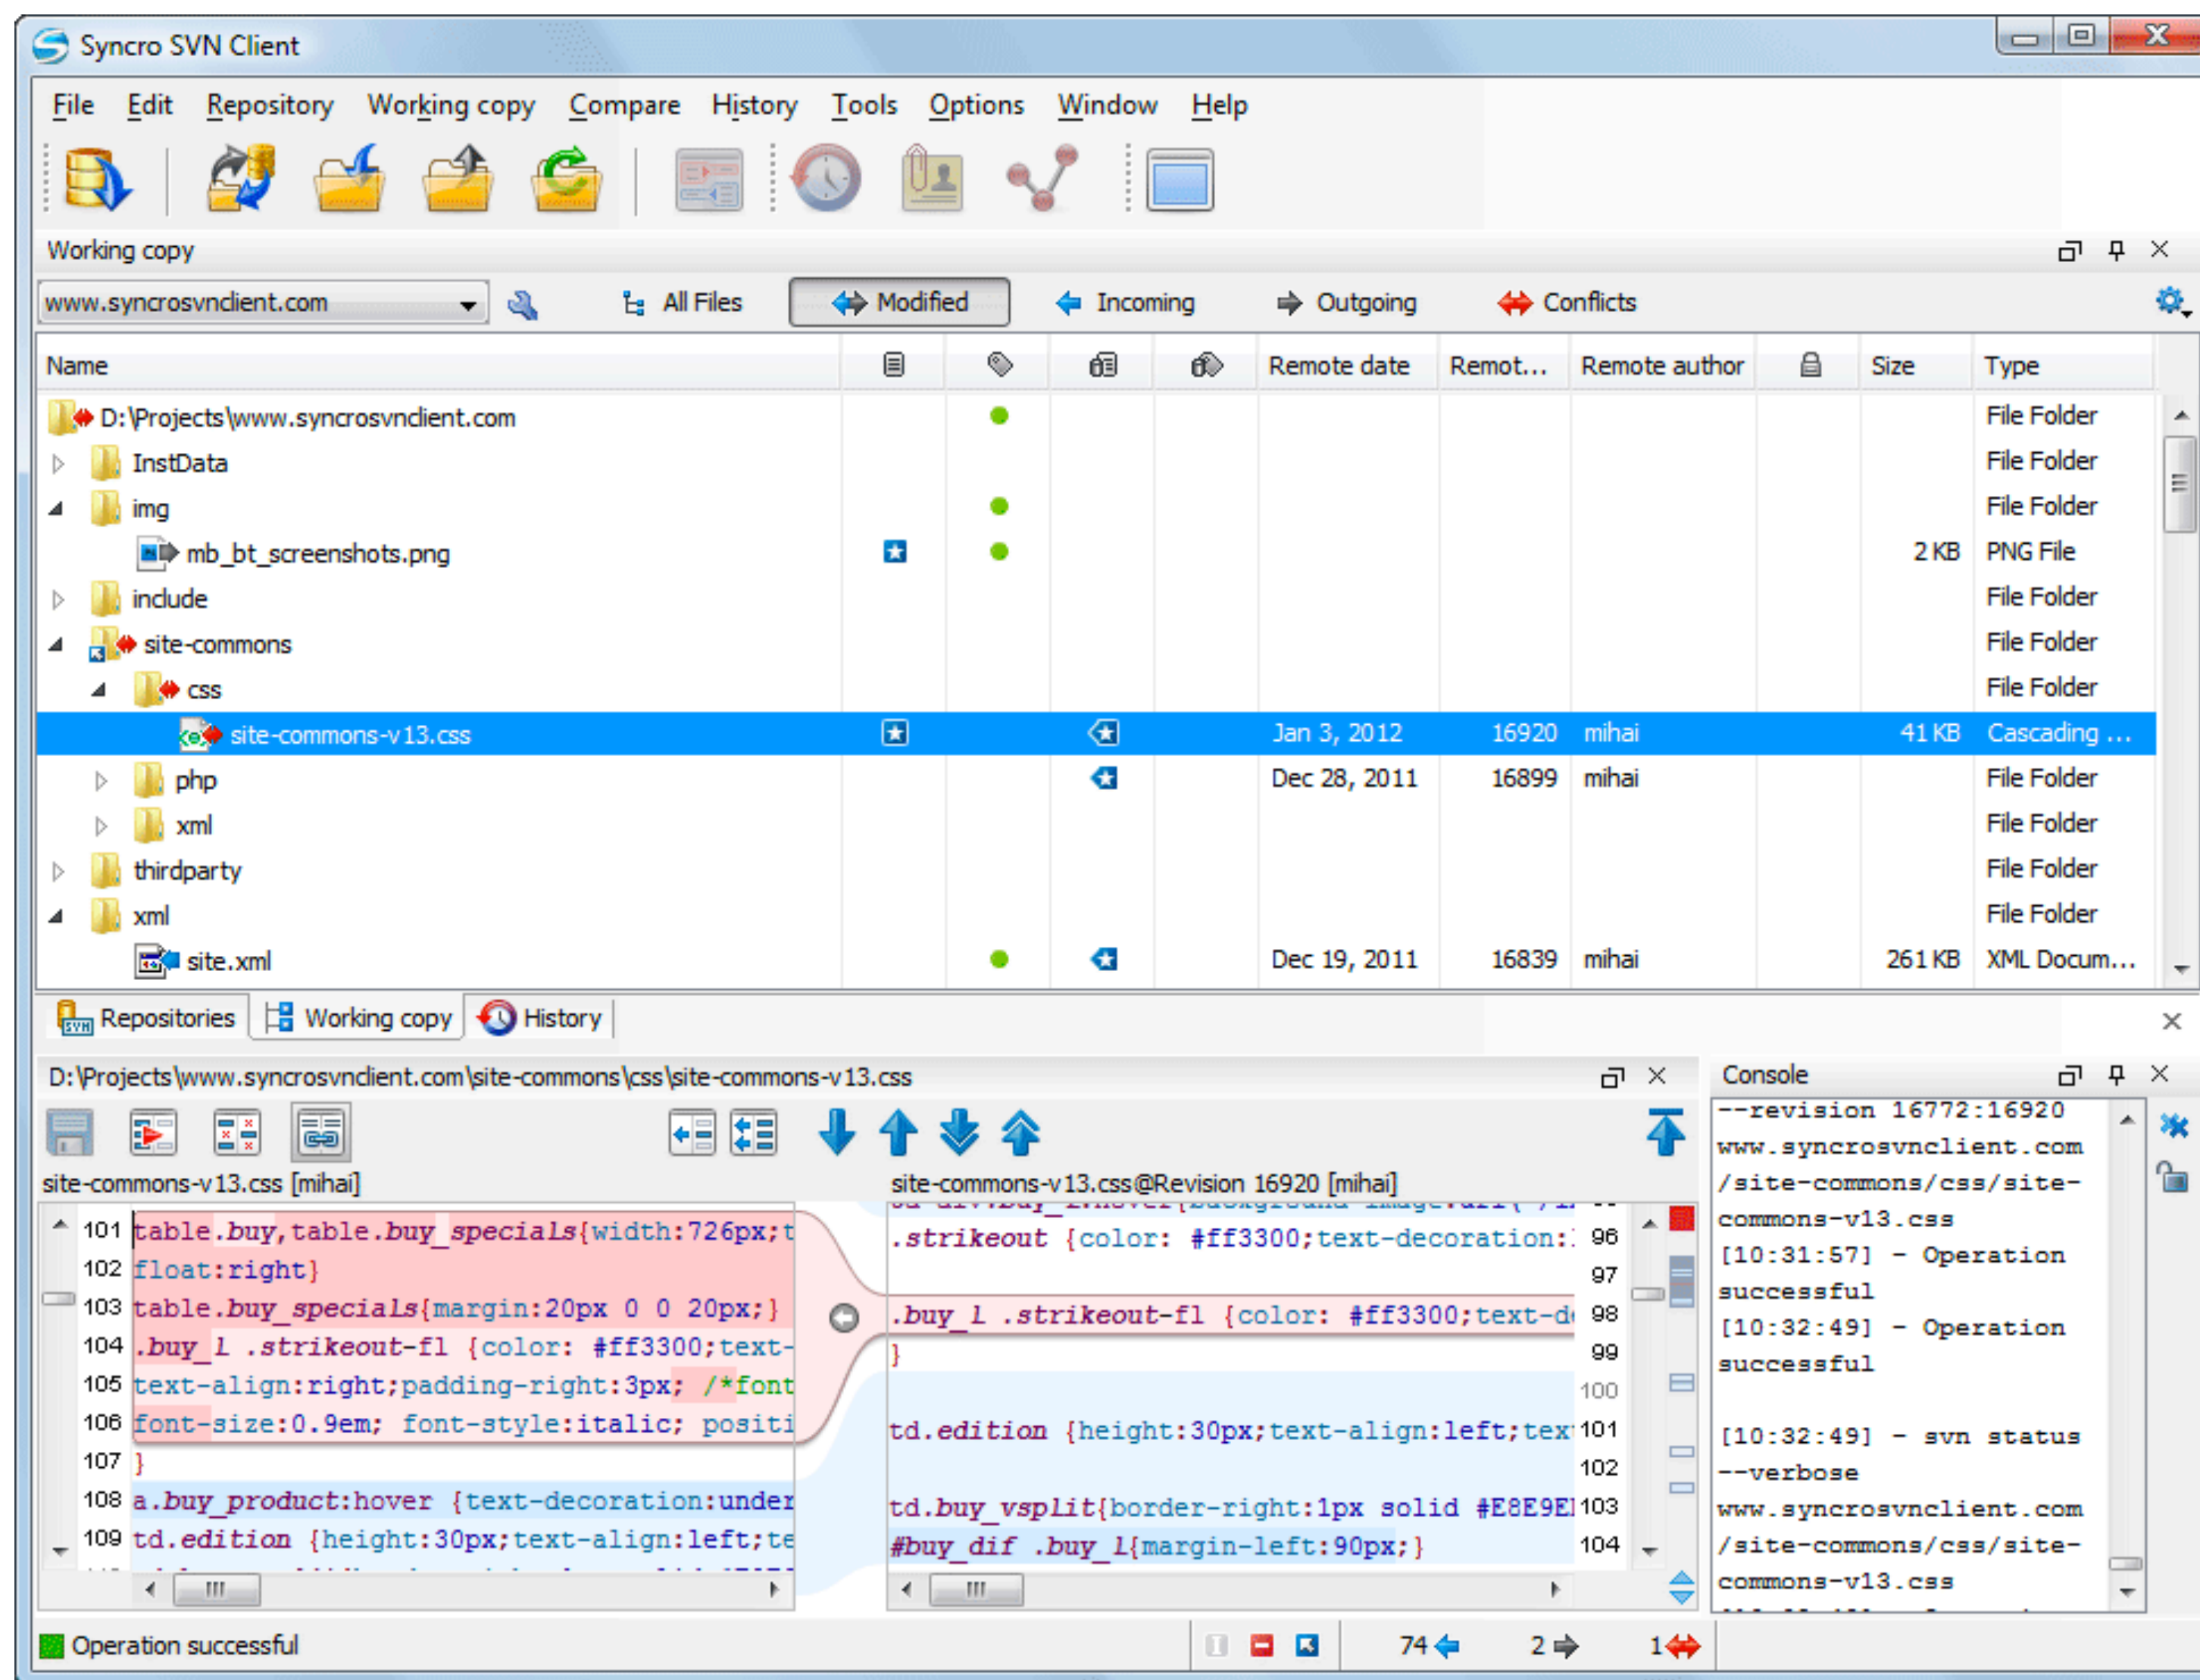 Syncro SVN Client
File Edit Repository Working copy Compare History Tools Options Window Help
Working copy
www.syncrosvnclient.com All Files Modified Incoming Outgoing Conflicts
Name Remote date Remot... Remote author Size Type
D:\Projects\www.syncrosvnclient.com File Folder
InstData File Folder
img File Folder
mb_bt_screenshots.png 2 KB PNG File
include File Folder
site-commons File Folder
css File Folder
site-commons-v13.css Jan 3, 2012 16920 mihai 41 KB Cascading ...
php Dec 28, 2011 16899 mihai File Folder
xml File Folder
thirdparty File Folder
xml File Folder
site.xml Dec 19, 2011 16839 mihai 261 KB XML Docum...
Repositories Working copy History
D:\Projects\www.syncrosvnclient.com\site-commons\css\site-commons-v13.css
site-commons-v13.css [mihai]
101 table.buy,table.buy_specials{width:726px;t
102 float:right}
103 table.buy_specials{margin:20px 0 0 20px;}
104 .buy_l .strikeout-fl {color: #ff3300;text-
105 text-align:right;padding-right:3px; /*font
106 font-size:0.9em; font-style:italic; positi
107 }
108 a.buy_product:hover {text-decoration:under
109 td.edition {height:30px;text-align:left;te
site-commons-v13.css@Revision 16920 [mihai]
.strikeout {color: #ff3300;text-decoration: 96
97
.buy_l .strikeout-fl {color: #ff3300;text-d 98
} 99
100
td.edition {height:30px;text-align:left;tex 101
102
td.buy_vsplit{border-right:1px solid #E8E9E 103
#buy_dif .buy_l{margin-left:90px;} 104
Console
--revision 16772:16920
www.syncrosvnclient.com
/site-commons/css/site-
commons-v13.css
[10:31:57] - Operation
successful
[10:32:49] - Operation
successful
[10:32:49] - svn status
--verbose
www.syncrosvnclient.com
/site-commons/css/site-
commons-v13.css
Operation successful 74 2 1